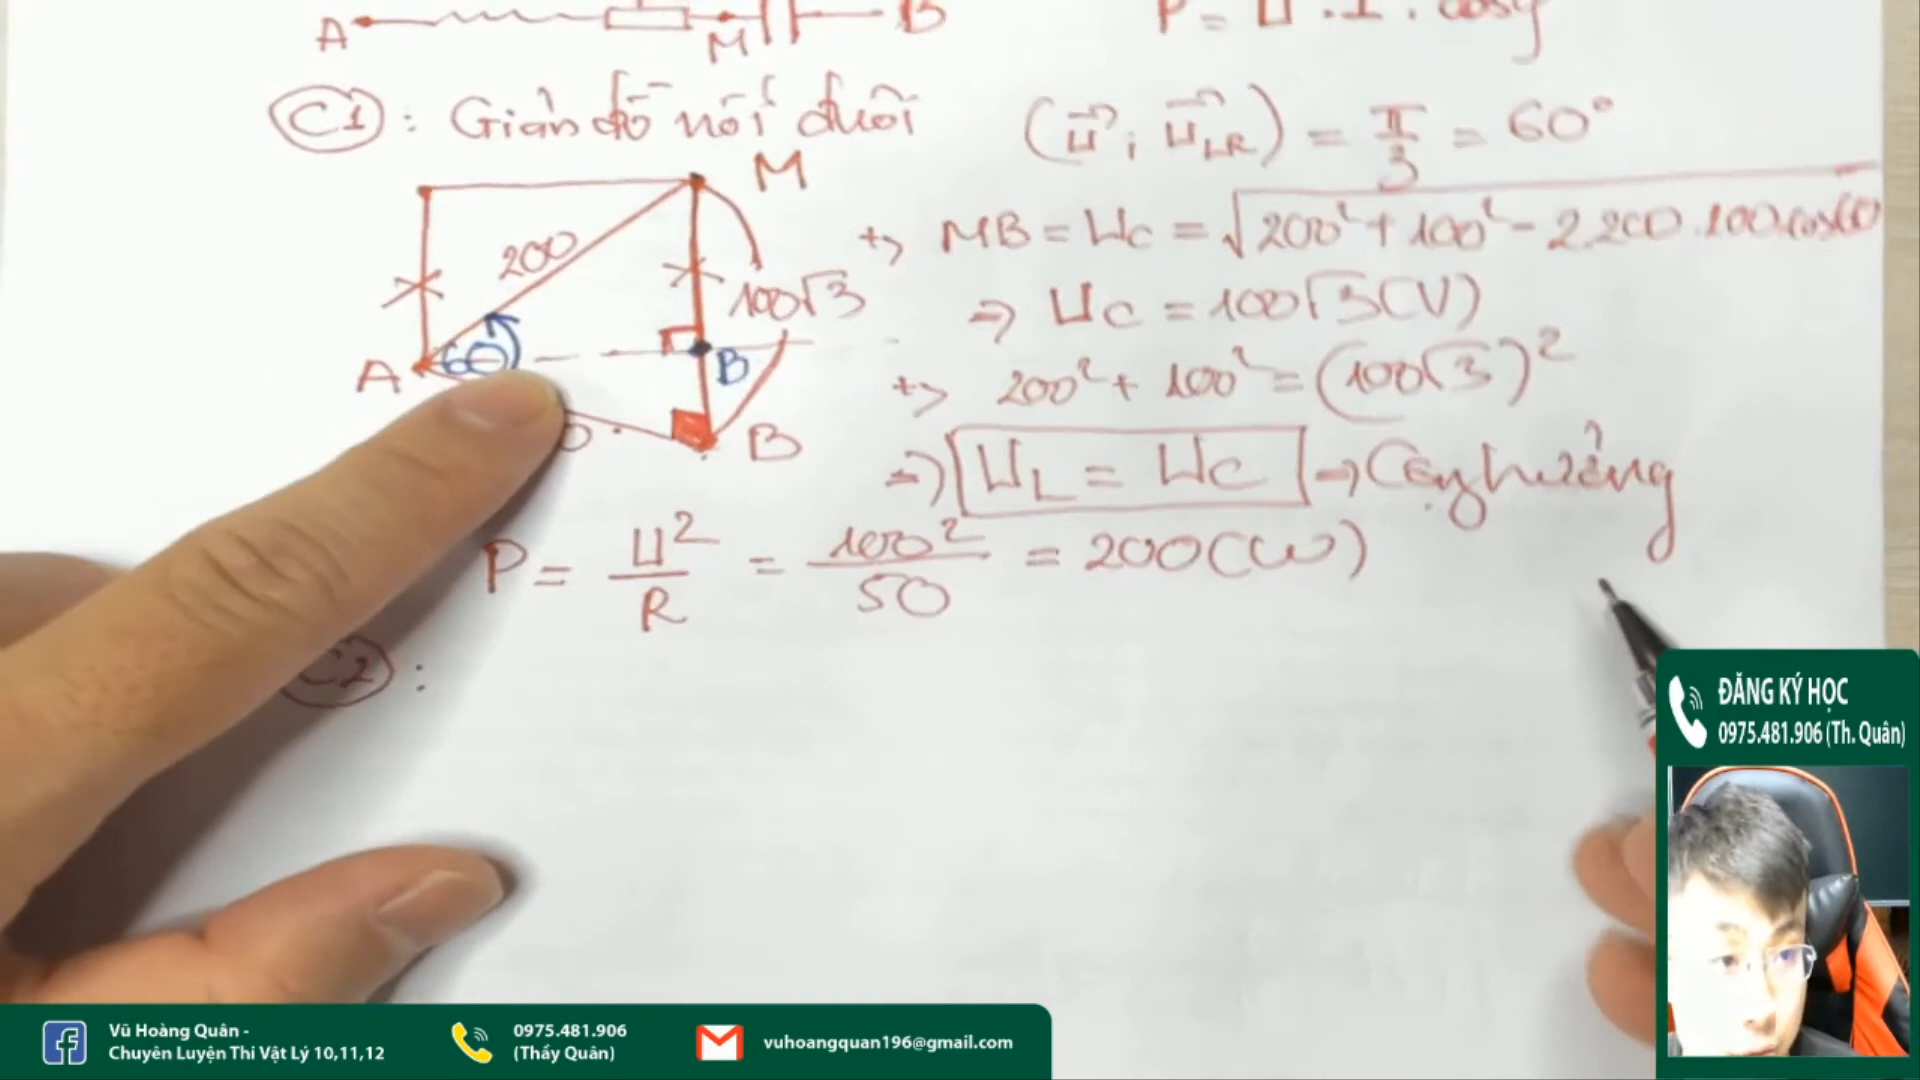 P = U . I . cosφ
A M B
C1 : Giản đồ nối đuôi
(U⃗ ; U⃗LR) = π/3 = 60°
M
200
+> MB = UC = √200² + 100² - 2.200.100.cos60
100√3
=> UC = 100√3 (V)
A 60 B
+> 200² + 100² = (100√3)²
B
=> UL = UC => Cộng hưởng
P = U²/R = 100²/50 = 200 (W)
C2 :
ĐĂNG KÝ HỌC
0975.481.906 (Th. Quân)
Vũ Hoàng Quân -
Chuyên Luyện Thi Vật Lý 10,11,12
0975.481.906
(Thầy Quân)
vuhoangquan196@gmail.com